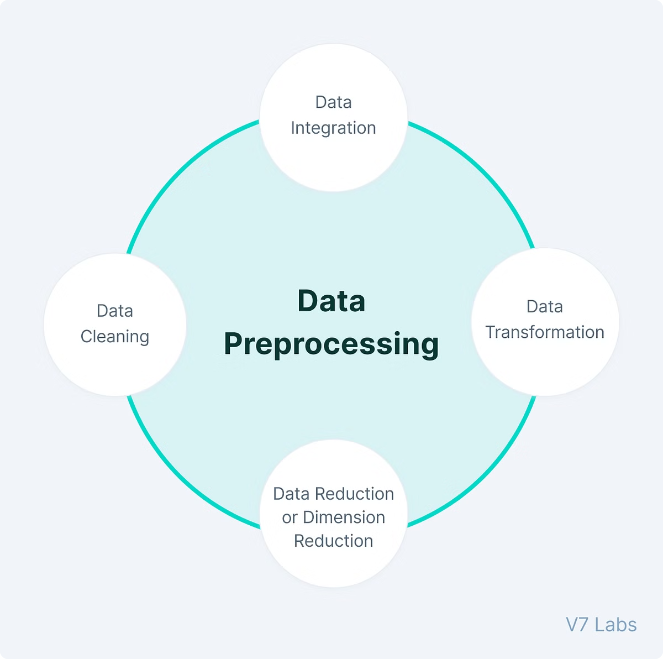 Data
Integration
Data
Cleaning
Data
Preprocessing
Data
Transformation
Data Reduction
or Dimension
Reduction
V7 Labs